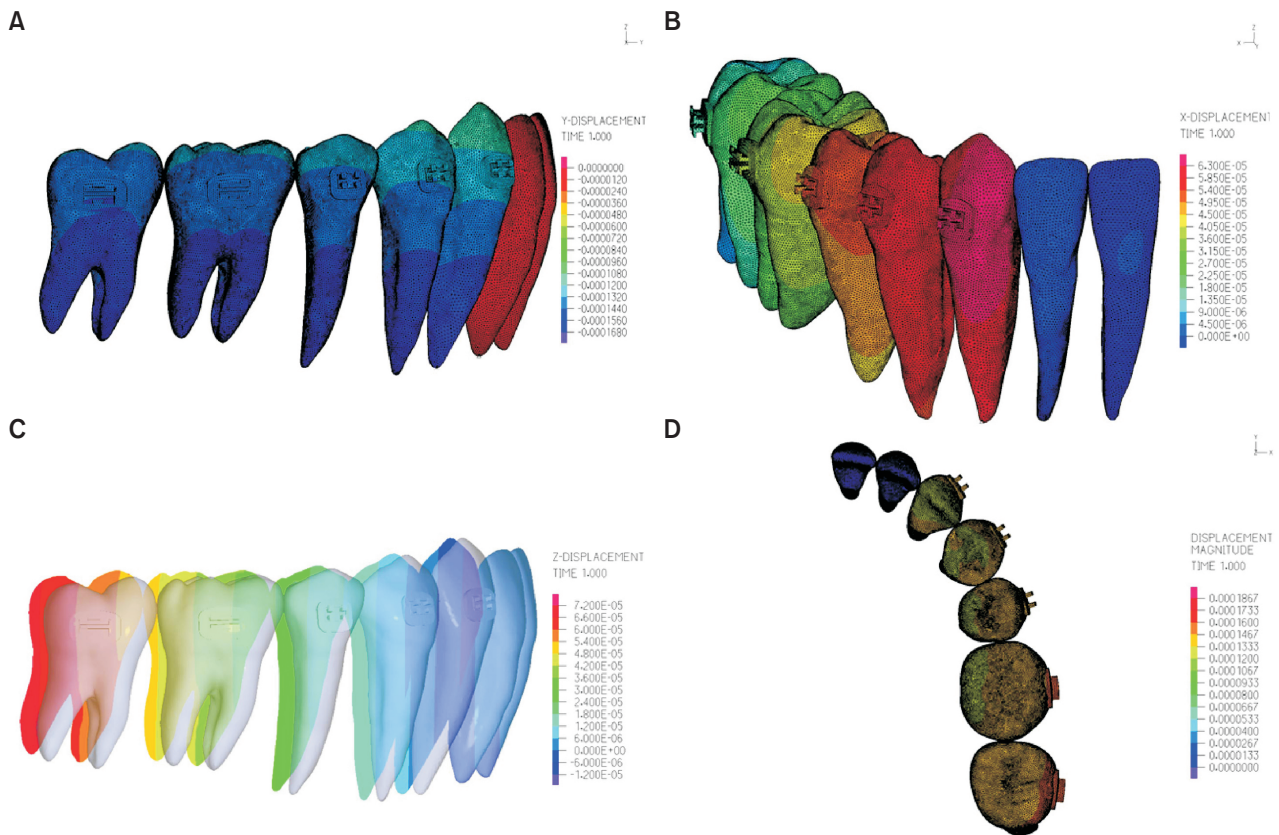 A
Z
Y
Y-DISPLACEMENT
TIME 1.000
0.0000000
-0.0000120
-0.0000240
-0.0000360
-0.0000480
-0.0000600
-0.0000720
-0.0000840
-0.0000960
-0.0001080
-0.0001200
-0.0001320
-0.0001440
-0.0001560
-0.0001680
B
Z
X
Y
X-DISPLACEMENT
TIME 1.000
6.300E-05
5.850E-05
5.400E-05
4.950E-05
4.500E-05
4.050E-05
3.600E-05
3.150E-05
2.700E-05
2.250E-05
1.800E-05
1.350E-05
9.000E-06
4.500E-06
0.000E+00
C
Z-DISPLACEMENT
TIME 1.000
7.200E-05
6.600E-05
6.000E-05
5.400E-05
4.800E-05
4.200E-05
3.600E-05
3.000E-05
2.400E-05
1.800E-05
1.200E-05
6.000E-06
0.000E+00
-6.000E-06
-1.200E-05
D
Y
Z
X
DISPLACEMENT
MAGNITUDE
TIME 1.000
0.0001867
0.0001733
0.0001600
0.0001467
0.0001333
0.0001200
0.0001067
0.0000933
0.0000800
0.0000667
0.0000533
0.0000400
0.0000267
0.0000133
0.0000000